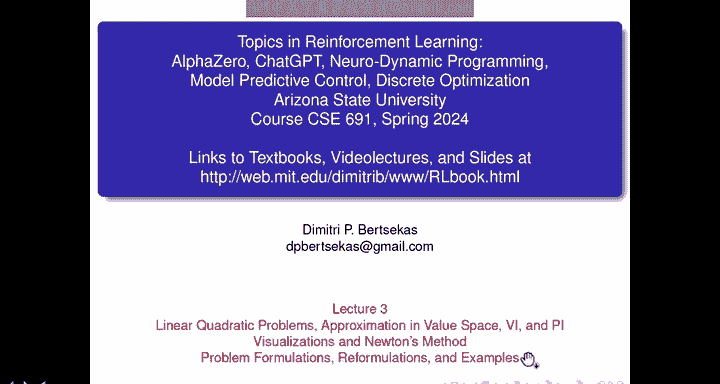 Topics in Reinforcement Learning:
AlphaZero, ChatGPT, Neuro-Dynamic Programming,
Model Predictive Control, Discrete Optimization
Arizona State University
Course CSE 691, Spring 2024
Links to Textbooks, Videolectures, and Slides at
http://web.mit.edu/dimitrib/www/RLbook.html
Dimitri P. Bertsekas
dpbertsekas@gmail.com
Lecture 3
Linear Quadratic Problems, Approximation in Value Space, VI, and PI
Visualizations and Newton's Method
Problem Formulations, Reformulations, and Examples